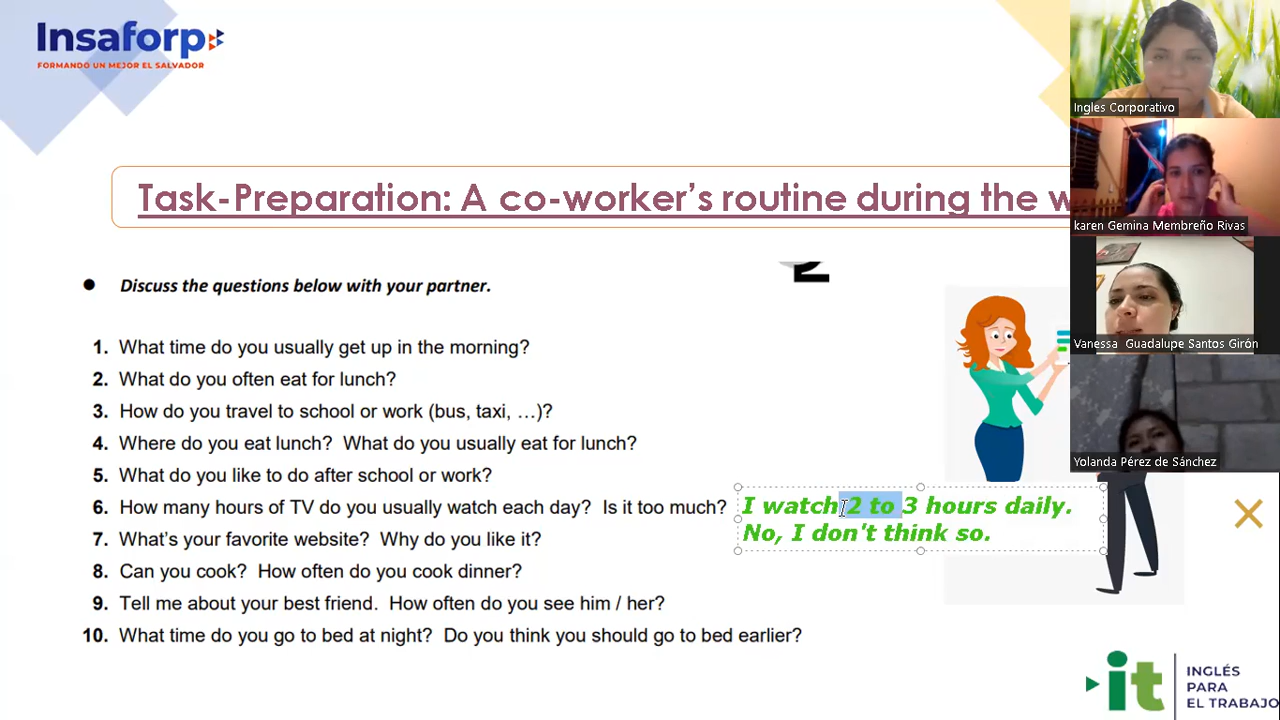 Insaforp
FORMANDO UN MEJOR EL SALVADOR
Ingles Corporativo
karen Gemina Membreño Rivas
Vanessa Guadalupe Santos Girón
Yolanda Pérez de Sánchez
Task-Preparation: A co-worker's routine during the w
2
Discuss the questions below with your partner.
1. What time do you usually get up in the morning?
2. What do you often eat for lunch?
3. How do you travel to school or work (bus, taxi, …)?
4. Where do you eat lunch? What do you usually eat for lunch?
5. What do you like to do after school or work?
6. How many hours of TV do you usually watch each day? Is it too much?
I watch 2 to 3 hours daily.
No, I don't think so.
7. What's your favorite website? Why do you like it?
8. Can you cook? How often do you cook dinner?
9. Tell me about your best friend. How often do you see him / her?
10. What time do you go to bed at night? Do you think you should go to bed earlier?
it
INGLÉS
PARA
EL TRABAJO